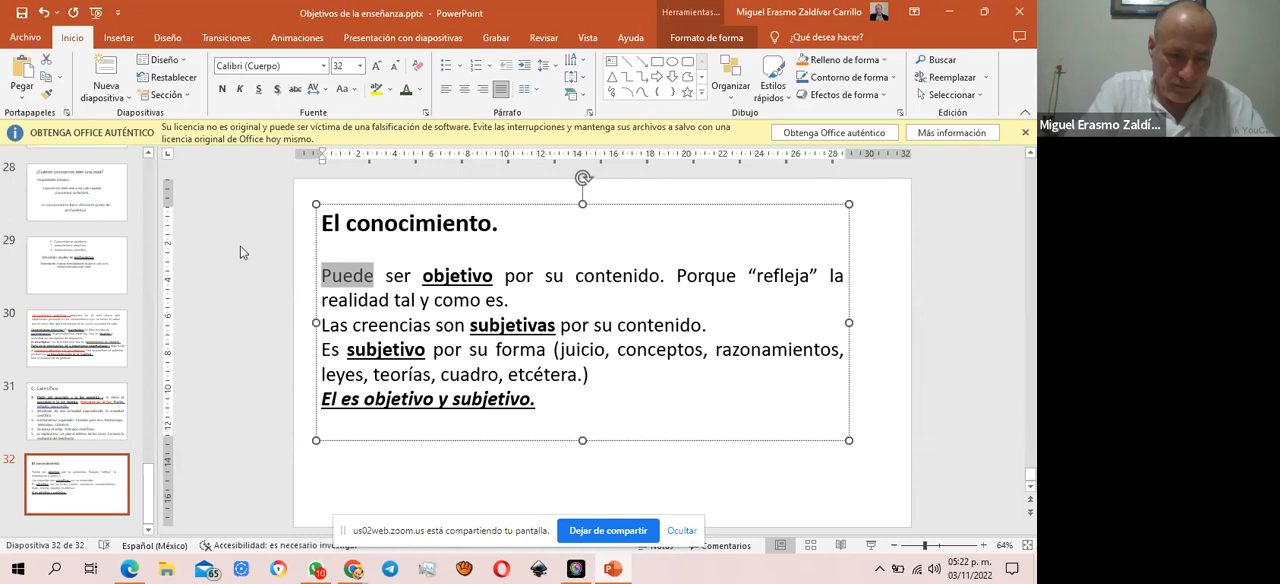 Objetivos de la enseñanza.pptx - PowerPoint
Herramientas...
Miguel Erasmo Zaldívar Carrillo
Archivo Inicio Insertar Diseño Transiciones Animaciones Presentación con diapositivas Grabar Revisar Vista Ayuda Formato de forma ¿Qué desea hacer?
Pegar
Nueva diapositiva
Diseño
Restablecer
Sección
Calibri (Cuerpo) 32
N K S S abc AV Aa A
Organizar
Estilos rápidos
Relleno de forma
Contorno de forma
Efectos de forma
Buscar
Reemplazar
Seleccionar
Portapapeles Diapositivas Fuente Párrafo Dibujo Edición
OBTENGA OFFICE AUTÉNTICO
Su licencia no es original y puede ser víctima de una falsificación de software. Evite las interrupciones y mantenga sus archivos a salvo con una
licencia original de Office hoy mismo.
Obtenga Office auténtico
Más información
Miguel Erasmo Zaldí...
28
29
30
31
C. Científico
32
El conocimiento.
El conocimiento.
Puede ser objetivo por su contenido. Porque “refleja” la
realidad tal y como es.
Las creencias son subjetivas por su contenido.
Es subjetivo por su forma (juicio, conceptos, razonamientos,
leyes, teorías, cuadro, etcétera.)
El es objetivo y subjetivo.
us02web.zoom.us está compartiendo tu pantalla.
Dejar de compartir
Ocultar
Diapositiva 32 de 32
Español (México)
Accesibilidad: es necesario investigar
Notas
Comentarios
64%
65
10
05:22 p. m.
03/11/2022